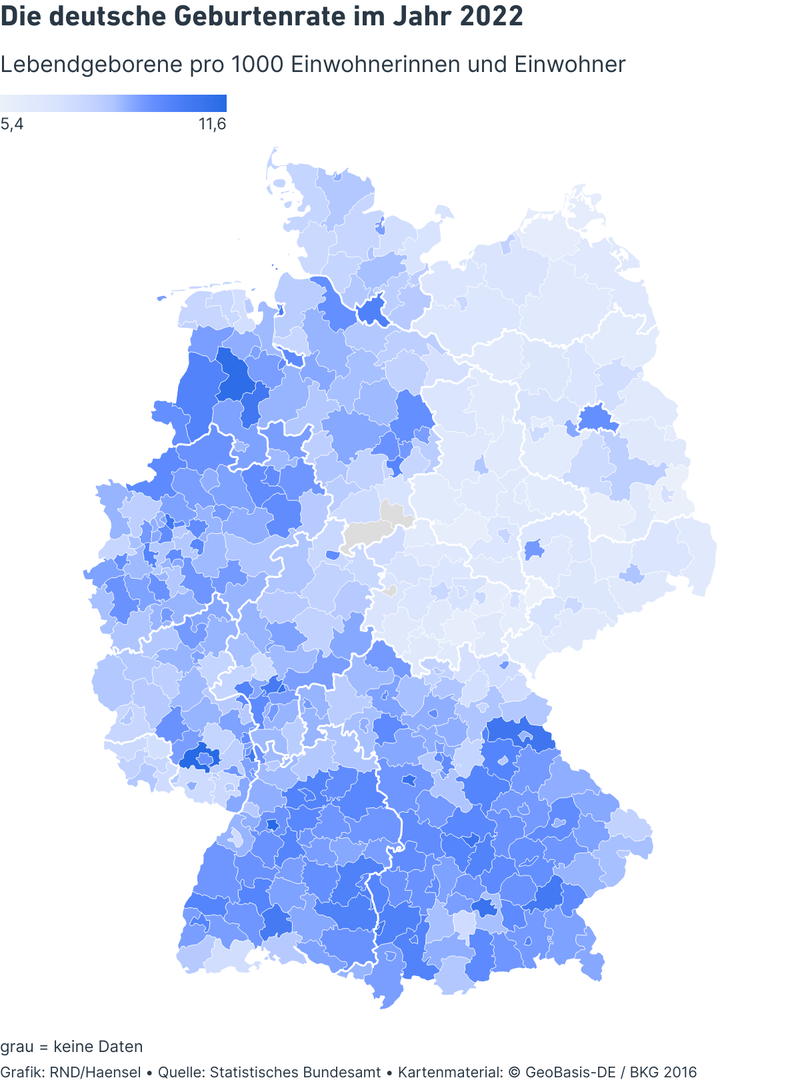 Die deutsche Geburtenrate im Jahr 2022
Lebendgeborene pro 1000 Einwohnerinnen und Einwohner
5,4 11,6
grau = keine Daten
Grafik: RND/Haensel • Quelle: Statistisches Bundesamt • Kartenmaterial: © GeoBasis-DE / BKG 2016